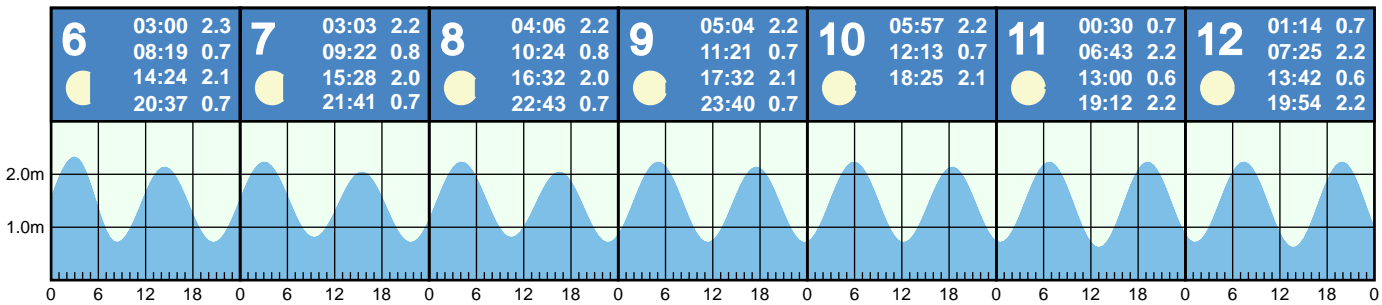 6 03:00 2.3 7 03:03 2.2 8 04:06 2.2 9 05:04 2.2 10 05:57 2.2 11 00:30 0.7 12 01:14 0.7
08:19 0.7 09:22 0.8 10:24 0.8 11:21 0.7 12:13 0.7 06:43 2.2 07:25 2.2
14:24 2.1 15:28 2.0 16:32 2.0 17:32 2.1 18:25 2.1 13:00 0.6 13:42 0.6
20:37 0.7 21:41 0.7 22:43 0.7 23:40 0.7 19:12 2.2 19:54 2.2
2.0m
1.0m
0 6 12 18 0 6 12 18 0 6 12 18 0 6 12 18 0 6 12 18 0 6 12 18 0 6 12 18 0